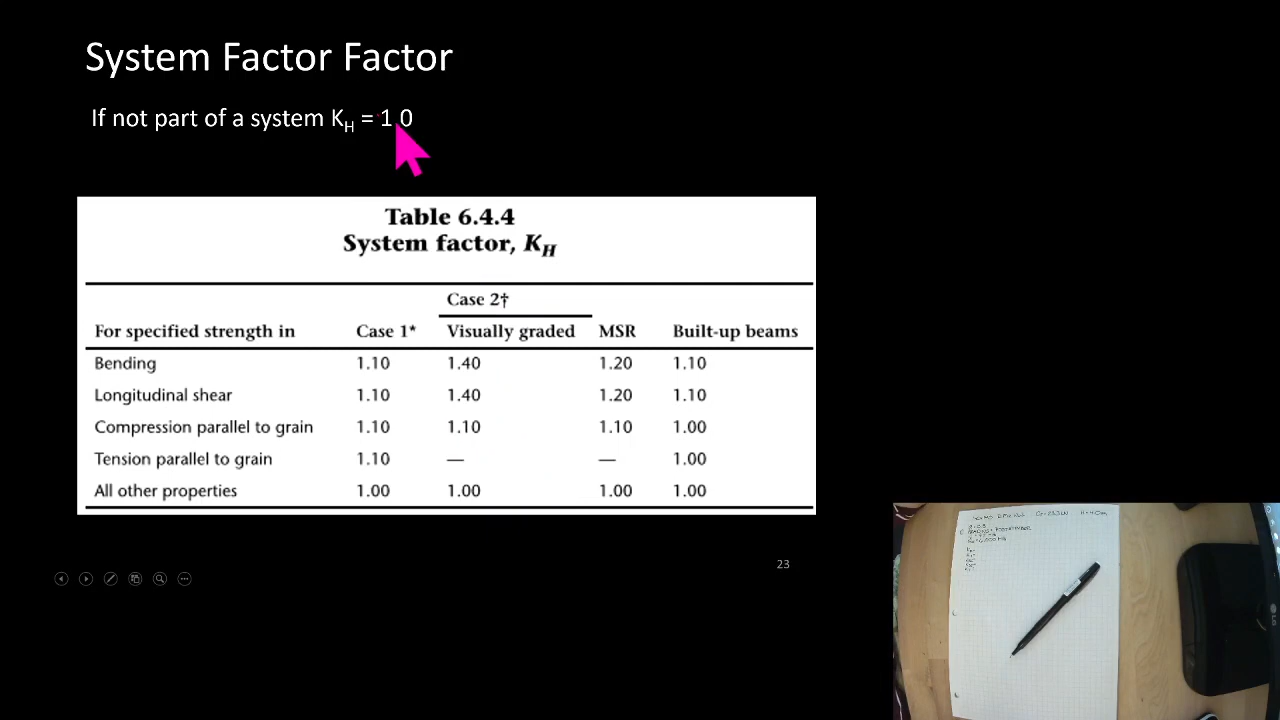 System Factor Factor
If not part of a system KH = 1.0
Table 6.4.4
System factor, KH
Case 2†
For specified strength in Case 1* Visually graded MSR Built-up beams
Bending 1.10 1.40 1.20 1.10
Longitudinal shear 1.10 1.40 1.20 1.10
Compression parallel to grain 1.10 1.10 1.10 1.00
Tension parallel to grain 1.10 — — 1.00
All other properties 1.00 1.00 1.00 1.00
23
LG